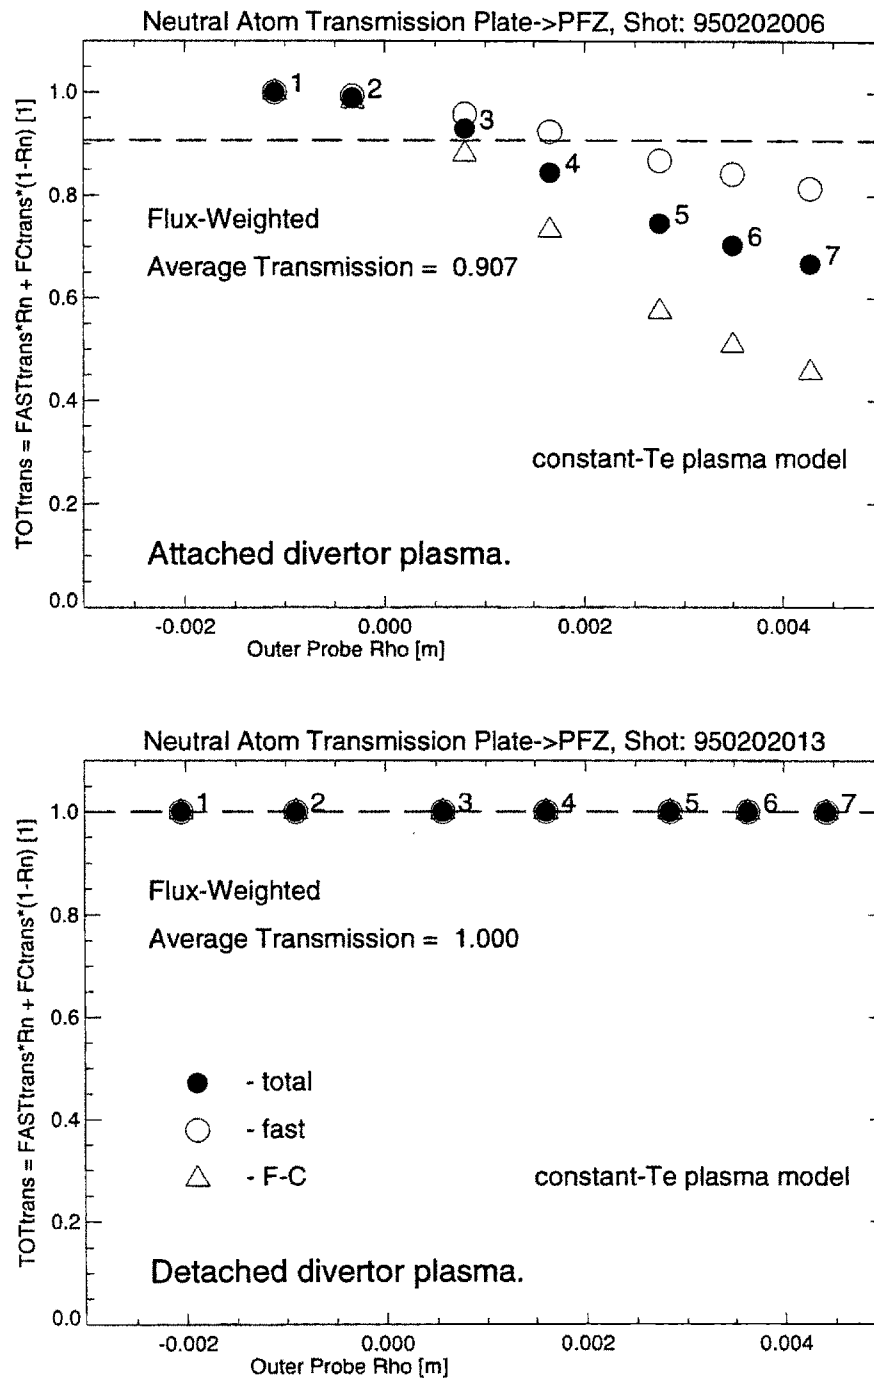 Neutral Atom Transmission Plate->PFZ, Shot: 950202006
TOTtrans = FASTtrans*Rn + FCtrans*(1-Rn) [1]
1.0
0.8
0.6
0.4
0.2
0.0
1
2
3
4
5
6
7
Flux-Weighted
Average Transmission = 0.907
constant-Te plasma model
Attached divertor plasma.
-0.002
0.000
0.002
0.004
Outer Probe Rho [m]
Neutral Atom Transmission Plate->PFZ, Shot: 950202013
TOTtrans = FASTtrans*Rn + FCtrans*(1-Rn) [1]
1.0
0.8
0.6
0.4
0.2
0.0
1
2
3
4
5
6
7
Flux-Weighted
Average Transmission = 1.000
- total
- fast
- F-C
constant-Te plasma model
Detached divertor plasma.
-0.002
0.000
0.002
0.004
Outer Probe Rho [m]